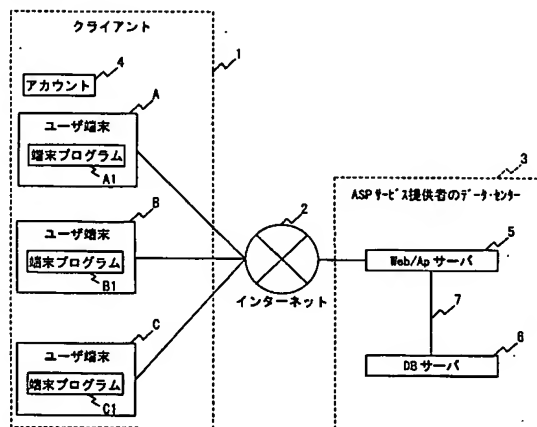 クライアント
1
4
アカウント
A
ユーザ端末
端末プログラム
A1
B
ユーザ端末
端末プログラム
B1
C
ユーザ端末
端末プログラム
C1
2
インターネット
3
ASPサービス提供者のデータ・センター
5
Web/Ap サーバ
7
6
DB サーバ